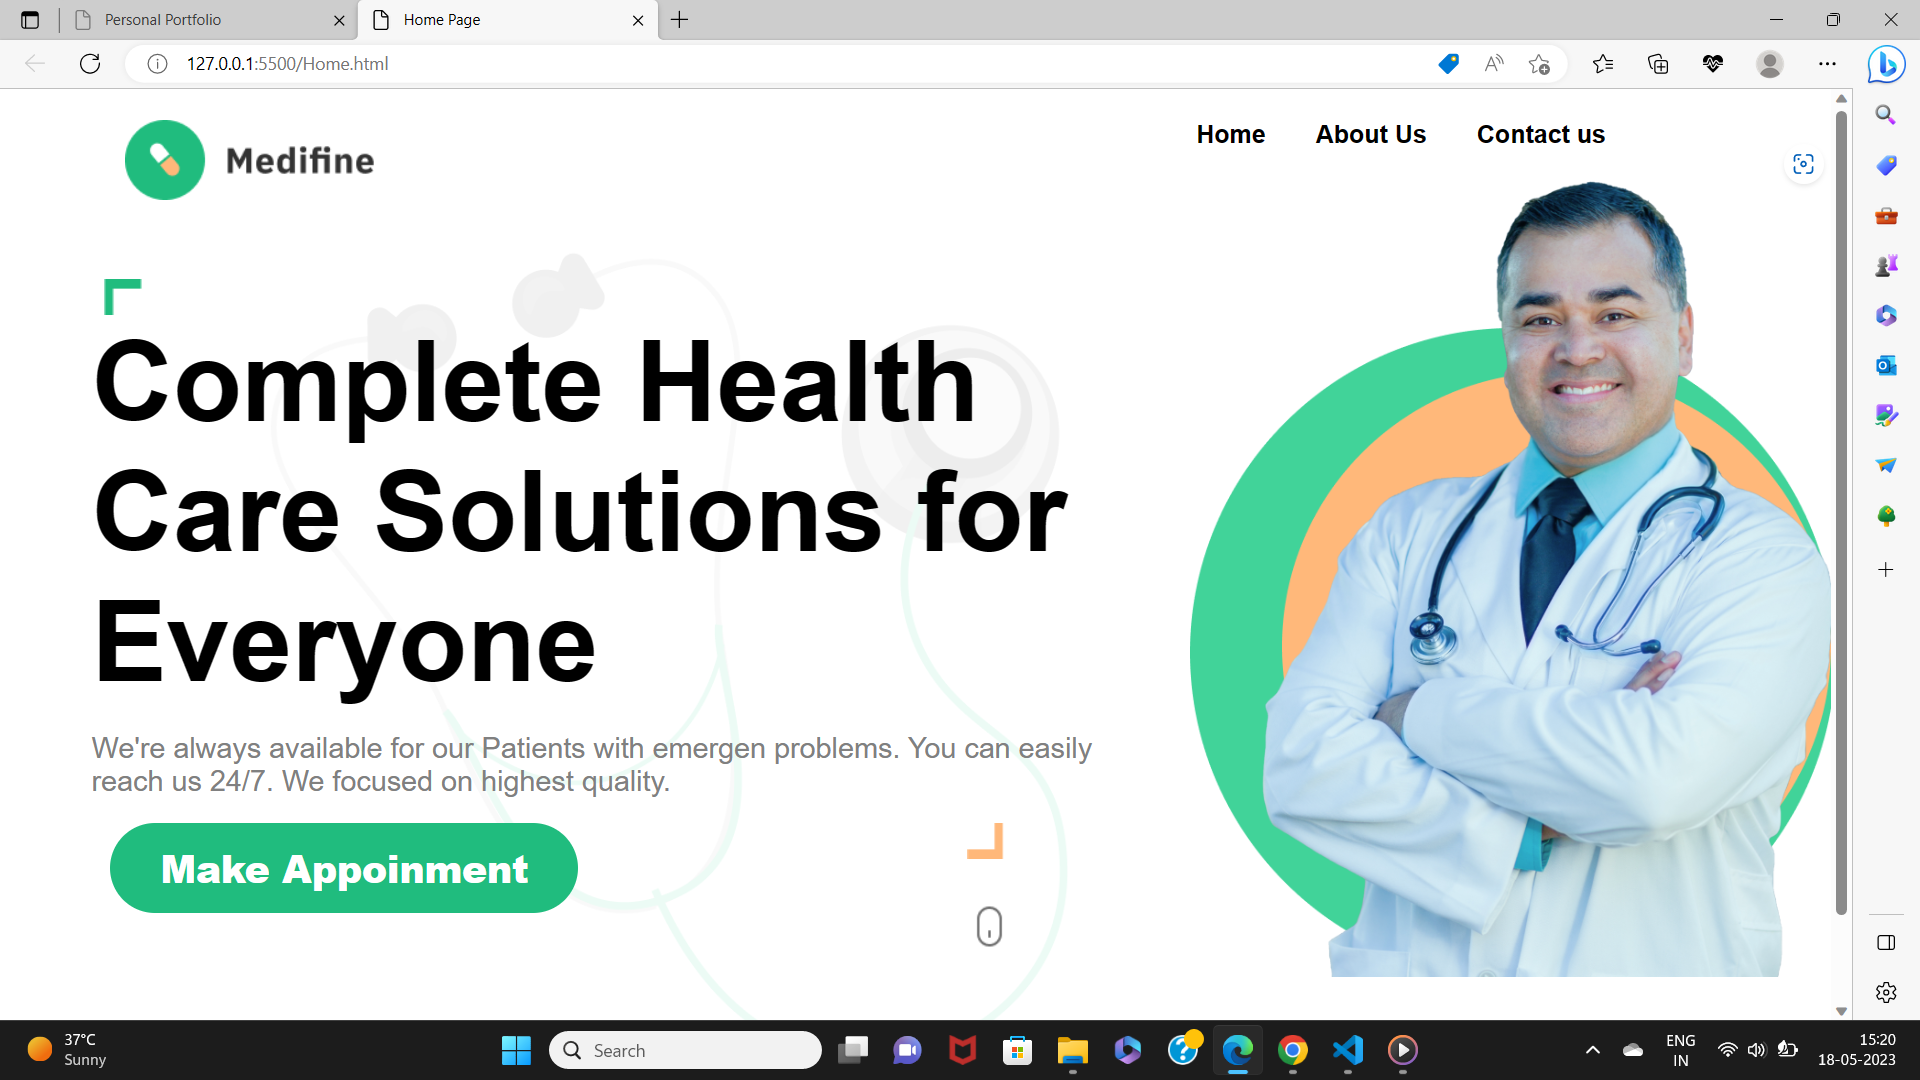 Personal Portfolio
Home Page
127.0.0.1:5500/Home.html
Medifine
Home About Us Contact us
Complete Health
Care Solutions for
Everyone
We're always available for our Patients with emergen problems. You can easily
reach us 24/7. We focused on highest quality.
Make Appoinment
37°C
Sunny
Search
ENG
IN
15:20
18-05-2023